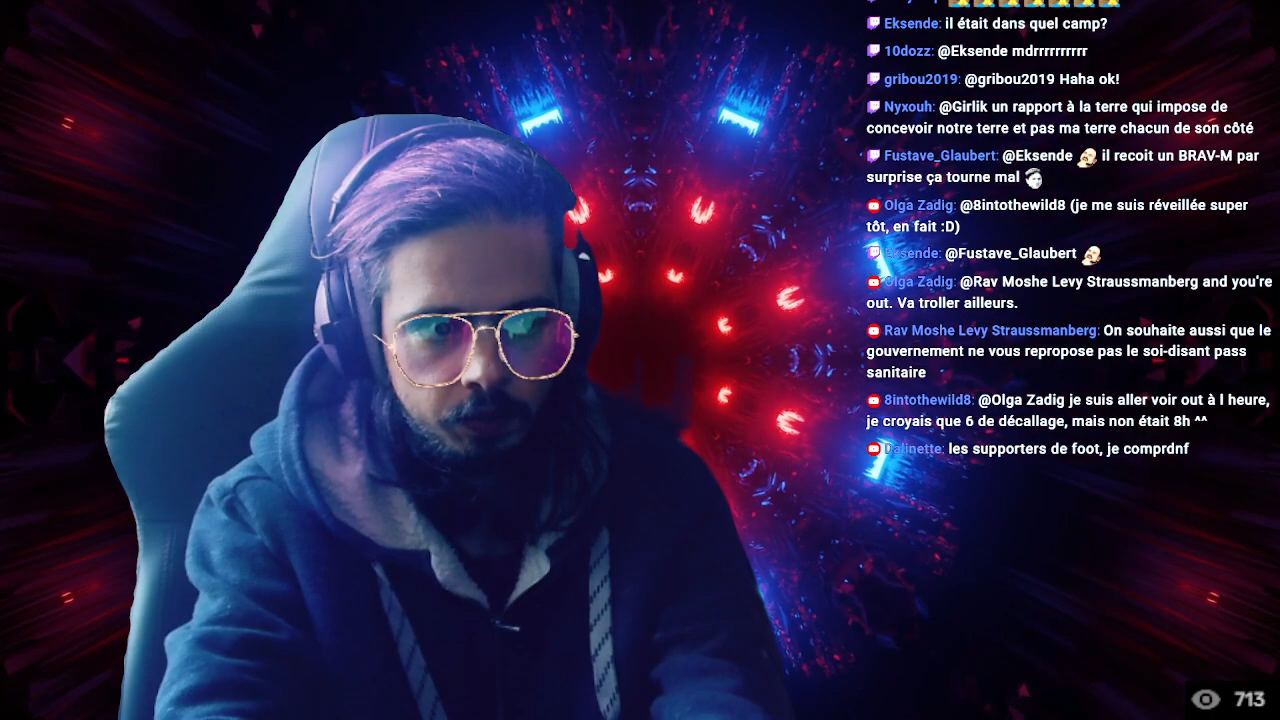 Eksende: il était dans quel camp?
10dozz: @Eksende mdrrrrrrrrr
gribou2019: @gribou2019 Haha ok!
Nyxouh: @Girlik un rapport à la terre qui impose de
concevoir notre terre et pas ma terre chacun de son côté
Fustave_Glaubert: @Eksende il recoit un BRAV-M par
surprise ça tourne mal
Olga Zadig: @8intothewild8 (je me suis réveillée super
tôt, en fait :D)
Eksende: @Fustave_Glaubert
Olga Zadig: @Rav Moshe Levy Straussmanberg and you're
out. Va troller ailleurs.
Rav Moshe Levy Straussmanberg: On souhaite aussi que le
gouvernement ne vous repropose pas le soi-disant pass
sanitaire
8intothewild8: @Olga Zadig je suis aller voir out à l heure,
je croyais que 6 de décallage, mais non était 8h ^^
Dalinette: les supporters de foot, je comprdnf
713